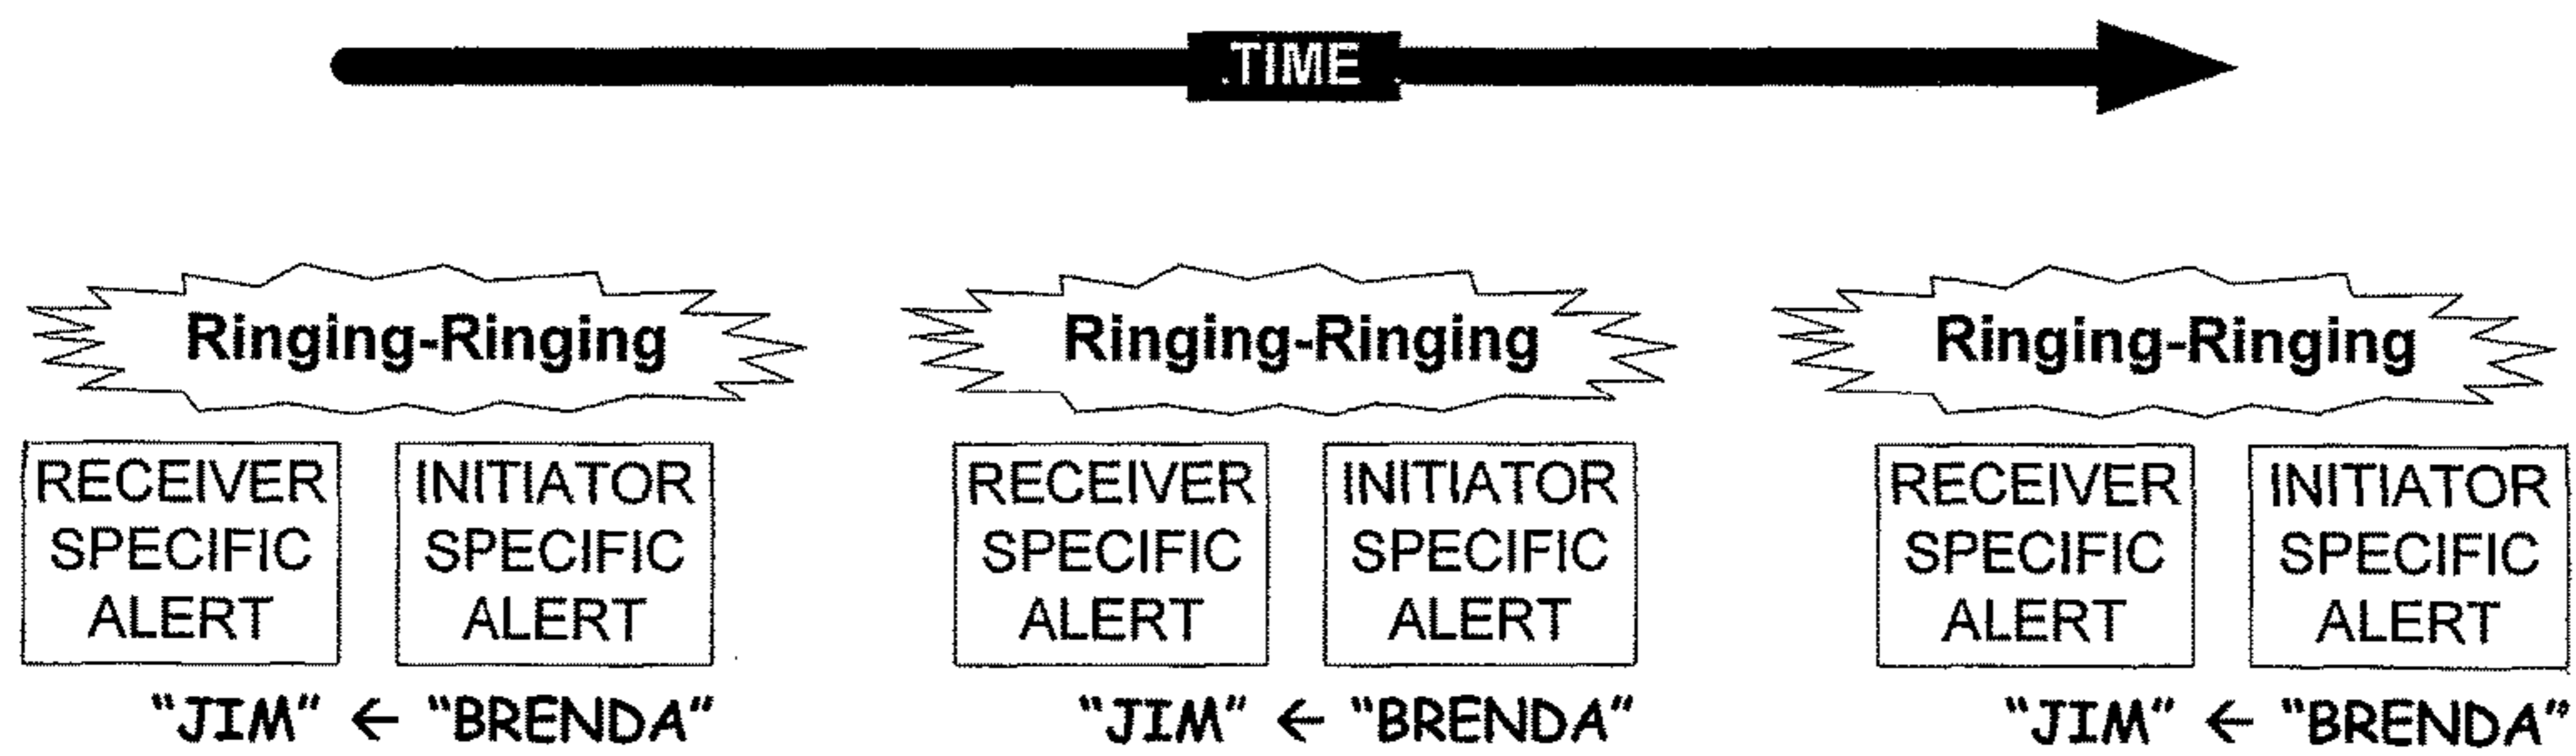 .TIME
Ringing-Ringing
Ringing-Ringing
Ringing-Ringing
RECEIVER
SPECIFIC
ALERT
INITIATOR
SPECIFIC
ALERT
RECEIVER
SPECIFIC
ALERT
INITIATOR
SPECIFIC
ALERT
RECEIVER
SPECIFIC
ALERT
INITIATOR
SPECIFIC
ALERT
"JIM" ← "BRENDA"
"JIM" ← "BRENDA"
"JIM" ← "BRENDA"